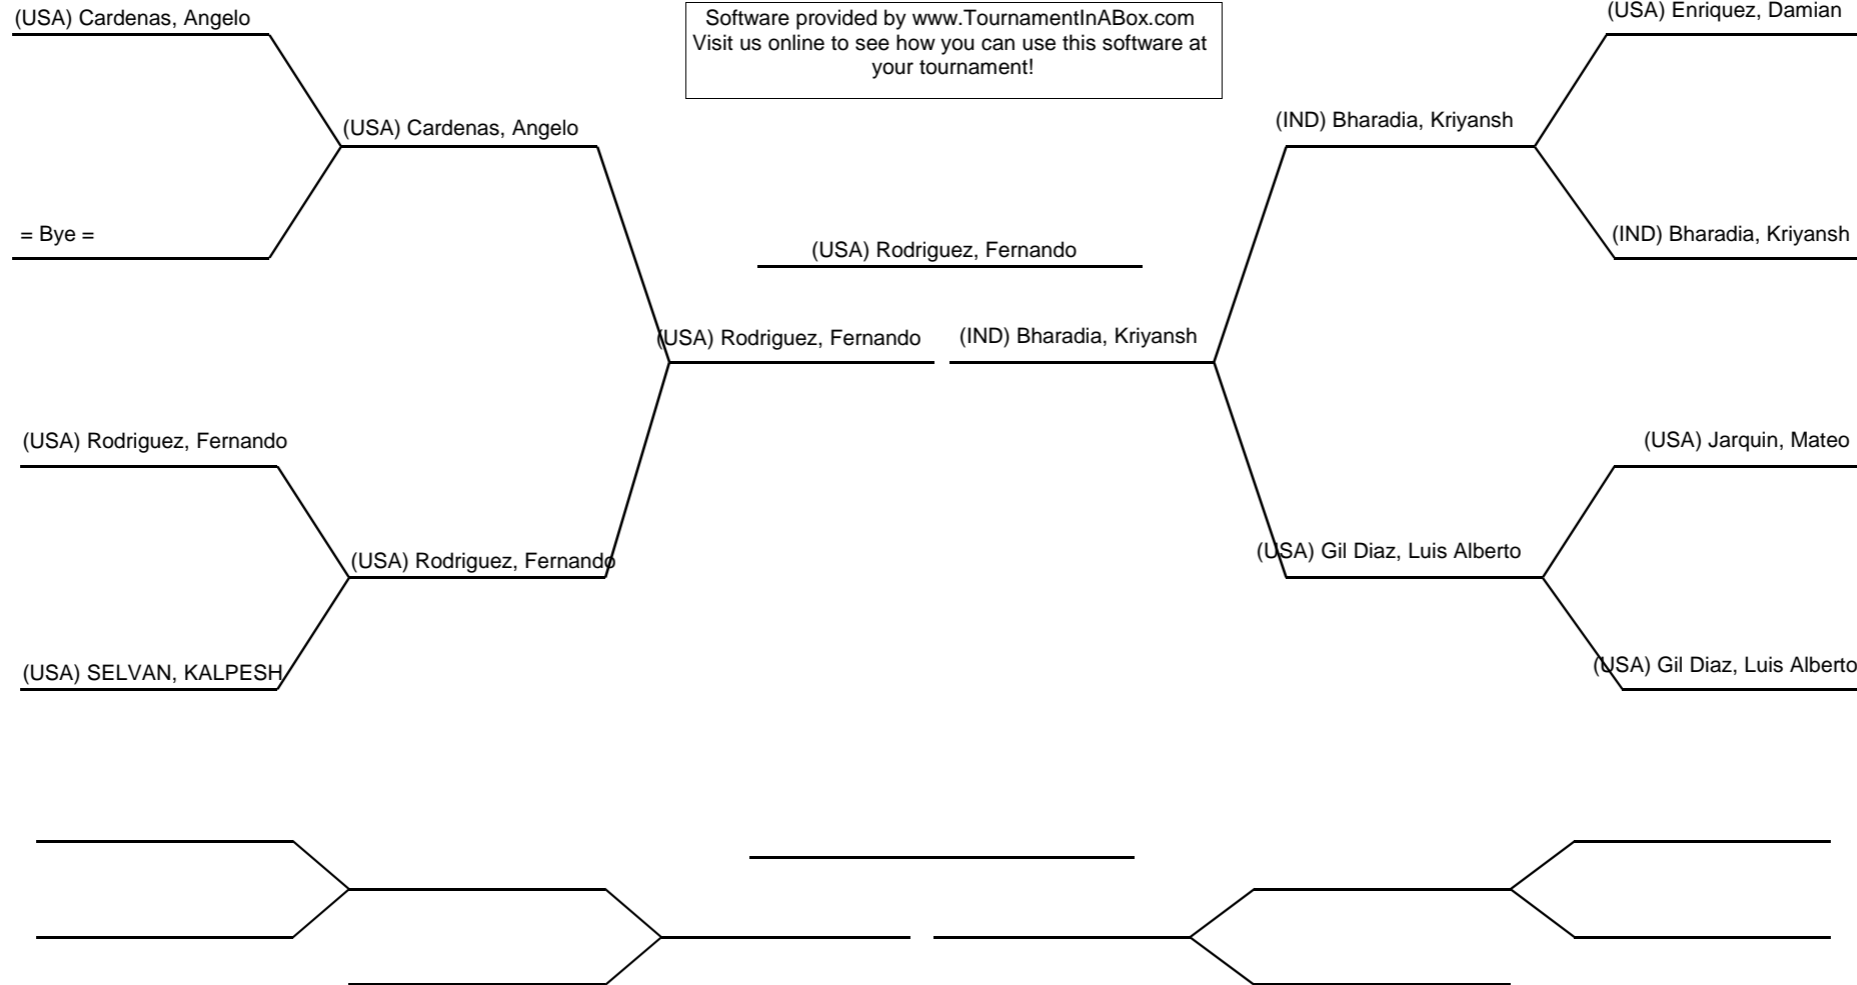 (USA) Cardenas, Angelo
Software provided by www.TournamentInABox.com
Visit us online to see how you can use this software at
your tournament!
(USA) Enriquez, Damian
(USA) Cardenas, Angelo
(IND) Bharadia, Kriyansh
= Bye =
(USA) Rodriguez, Fernando
(IND) Bharadia, Kriyansh
(USA) Rodriguez, Fernando
(IND) Bharadia, Kriyansh
(USA) Rodriguez, Fernando
(USA) Jarquin, Mateo
(USA) Rodriguez, Fernando
(USA) Gil Diaz, Luis Alberto
(USA) SELVAN, KALPESH
(USA) Gil Diaz, Luis Alberto